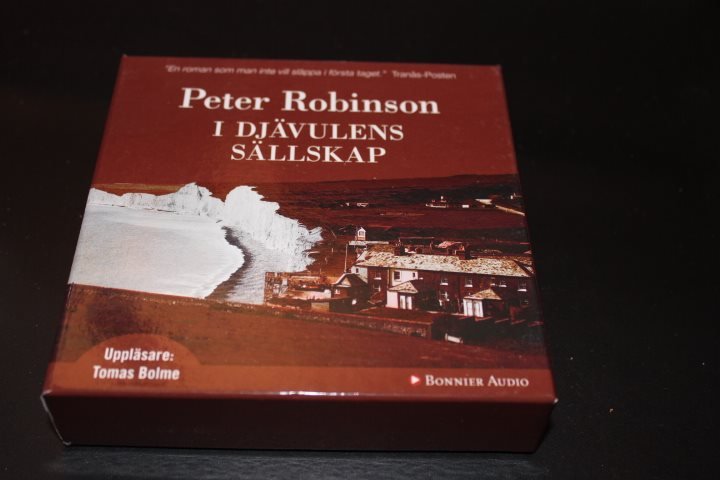 "En roman som man inte vill släppa i första taget." Tranås-Posten
Peter Robinson
I DJÄVULENS
SÄLLSKAP
Uppläsare:
Tomas Bolme
BONNIER AUDIO